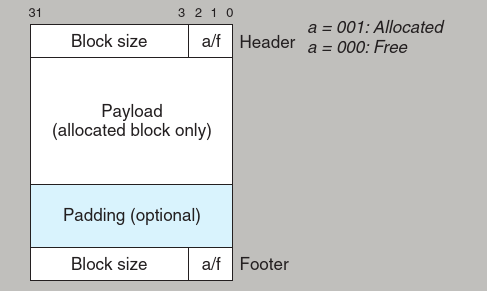 31 3 2 1 0
Block size a/f Header
a = 001: Allocated
a = 000: Free
Payload
(allocated block only)
Padding (optional)
Block size a/f Footer